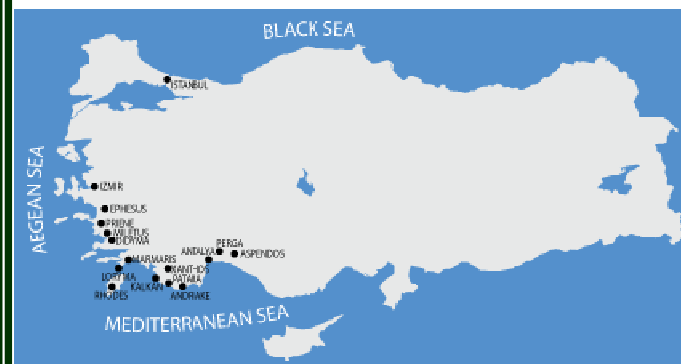 BLACK SEA
ISTANBUL
AEGEAN SEA
IZMIR
EPHESUS
PRIENE
MILETUS
DIDYMA
PERGA
ANTALYA
ASPENDOS
MARMARIS
XANTHOS
LORYMA
PATARA
KALKAN
RHODES
ANDRIAKE
MEDITERRANEAN SEA